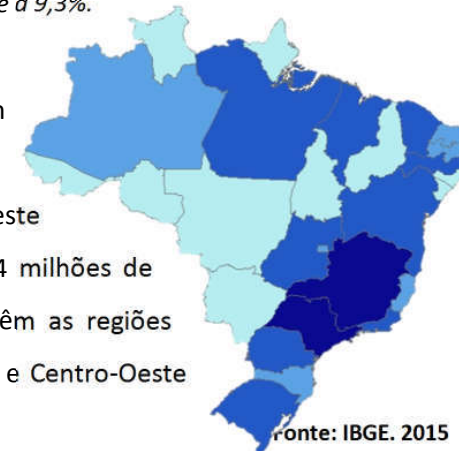 e a 9,3%.
m
este
4 milhões de
êm as regiões
e Centro-Oeste
Fonte: IBGE. 2015